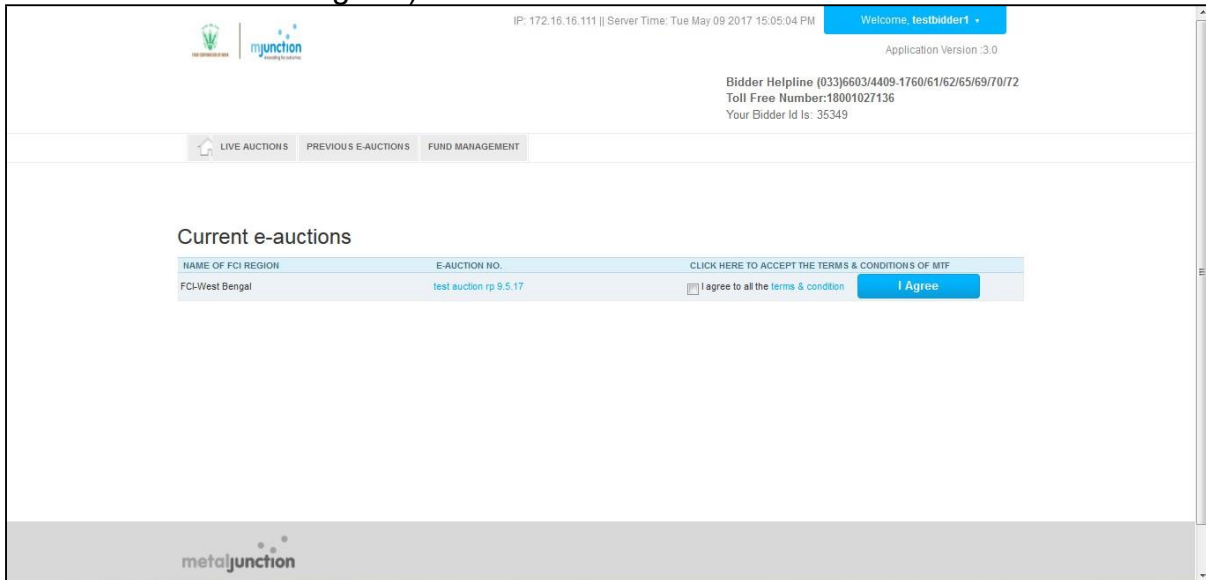 IP: 172.16.16.111 || Server Time: Tue May 09 2017 15:05:04 PM
Welcome, testbidder1
mjunction
Application Version :3.0
Bidder Helpline (033)6603/4409-1760/61/62/65/69/70/72
Toll Free Number:18001027136
Your Bidder Id Is: 35349
LIVE AUCTIONS PREVIOUS E-AUCTIONS FUND MANAGEMENT
Current e-auctions
NAME OF FCI REGION E-AUCTION NO. CLICK HERE TO ACCEPT THE TERMS & CONDITIONS OF MTF
FCI-West Bengal test auction rp 9.5.17 I agree to all the terms & condition I Agree
metaljunction